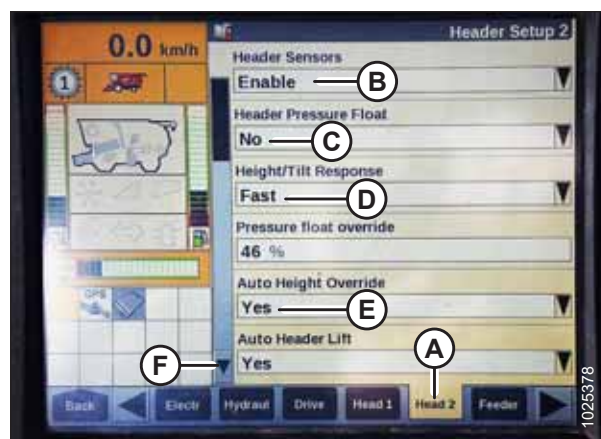 0.0 km/h
Header Setup 2
1
Header Sensors
Enable
B
Header Pressure Float
No
C
Height/Tilt Response
Fast
D
Pressure float override
46 %
GPS
Auto Height Override
Yes
E
Auto Header Lift
Yes
F
A
Back
Electr
Hydraul
Drive
Head 1
Head 2
Feeder
1025378